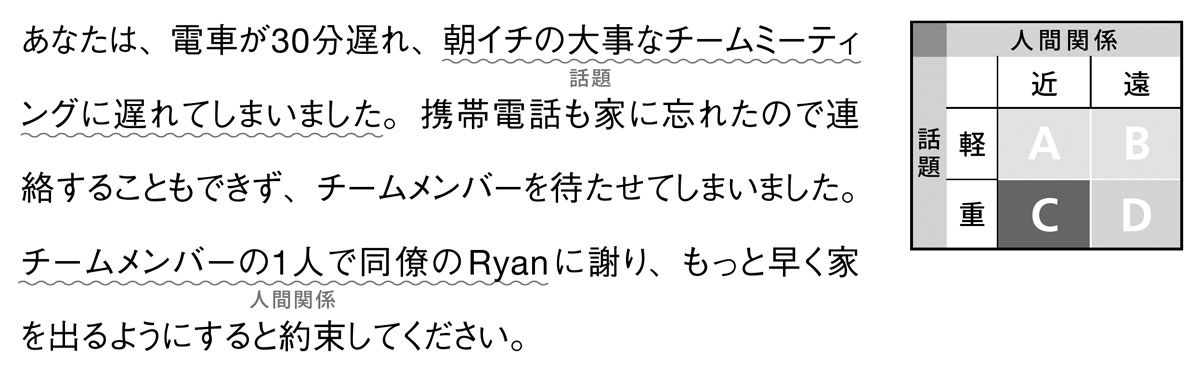 あなたは、電車が30分遅れ、朝イチの大事なチームミーティ
話題
ングに遅れてしまいました。携帯電話も家に忘れたので連
絡することもできず、チームメンバーを待たせてしまいました。
チームメンバーの1人で同僚のRyanに謝り、もっと早く家
人間関係
を出るようにすると約束してください。
人間関係
近 遠
話題
軽 A B
重 C D